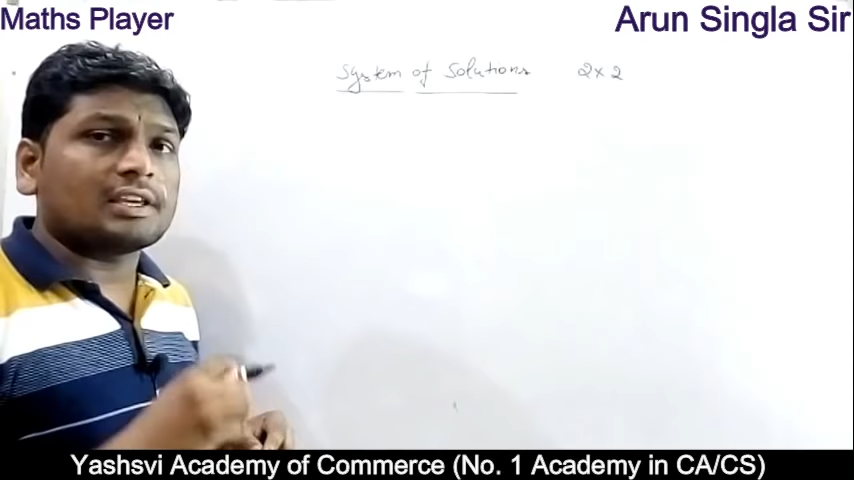 Maths Player
Arun Singla Sir
System of Solutions 2x2
Yashsvi Academy of Commerce (No. 1 Academy in CA/CS)